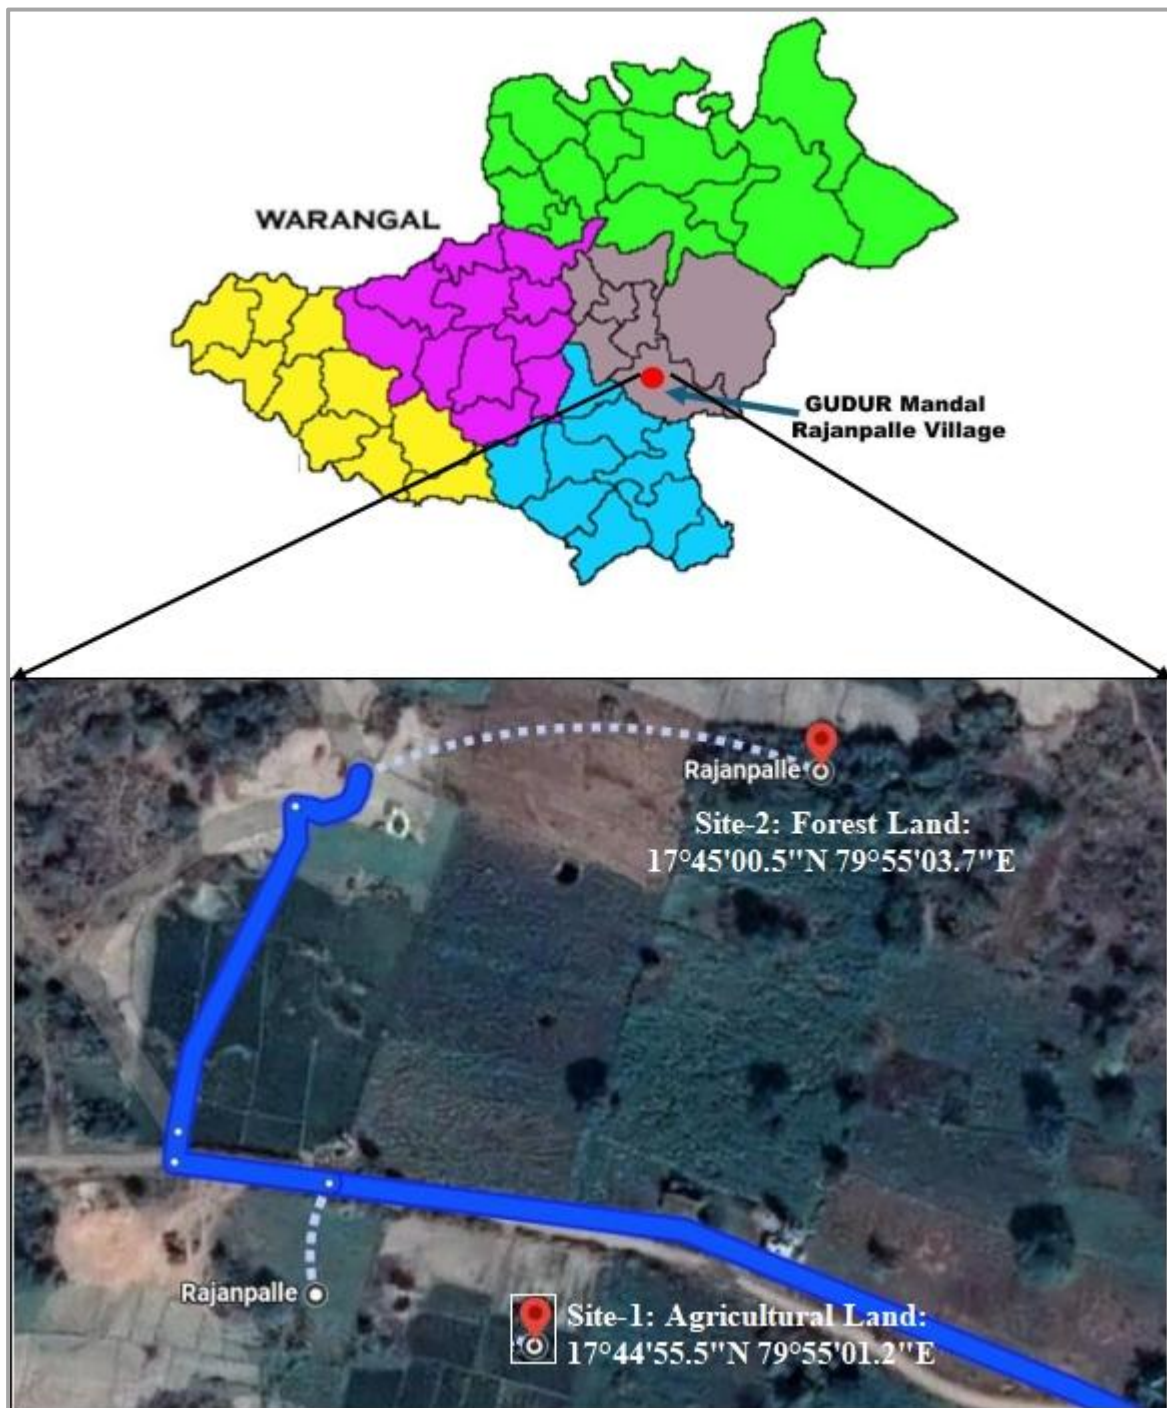 WARANGAL
GUDUR Mandal
Rajanpalle Village
Rajanpalle
Site-2: Forest Land:
17°45'00.5"N 79°55'03.7"E
Rajanpalle
Site-1: Agricultural Land:
17°44'55.5"N 79°55'01.2"E